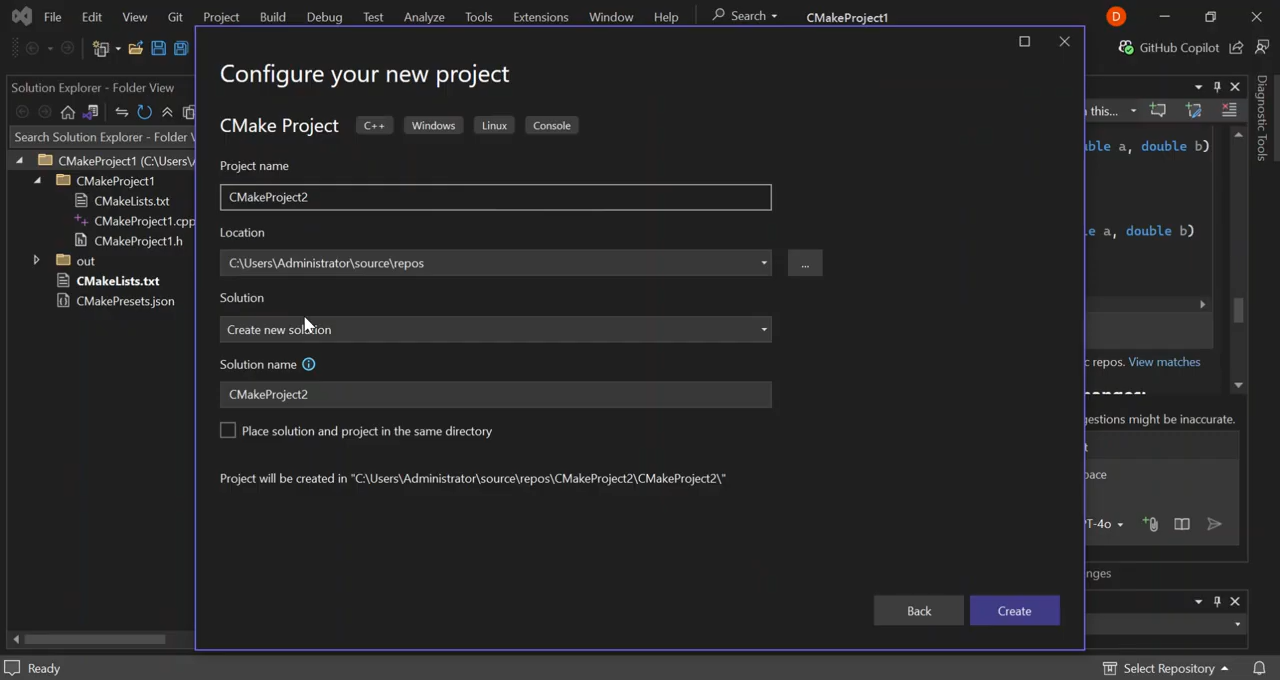 File Edit View Git Project Build Debug Test Analyze Tools Extensions Window Help Search CMakeProject1 D
GitHub Copilot
Solution Explorer - Folder View
Search Solution Explorer - Folder
CMakeProject1 (C:\Users\
CMakeProject1
CMakeLists.txt
CMakeProject1.cpp
CMakeProject1.h
out
CMakeLists.txt
CMakePresets.json
Configure your new project
CMake Project C++ Windows Linux Console
Project name
CMakeProject2
Location
C:\Users\Administrator\source\repos
...
Solution
Create new solution
Solution name
CMakeProject2
Place solution and project in the same directory
Project will be created in "C:\Users\Administrator\source\repos\CMakeProject2\CMakeProject2\"
Back Create
this...
ble a, double b)
e a, double b)
repos. View matches
gestions might be inaccurate.
T-4o
Diagnostic Tools
Ready
Select Repository